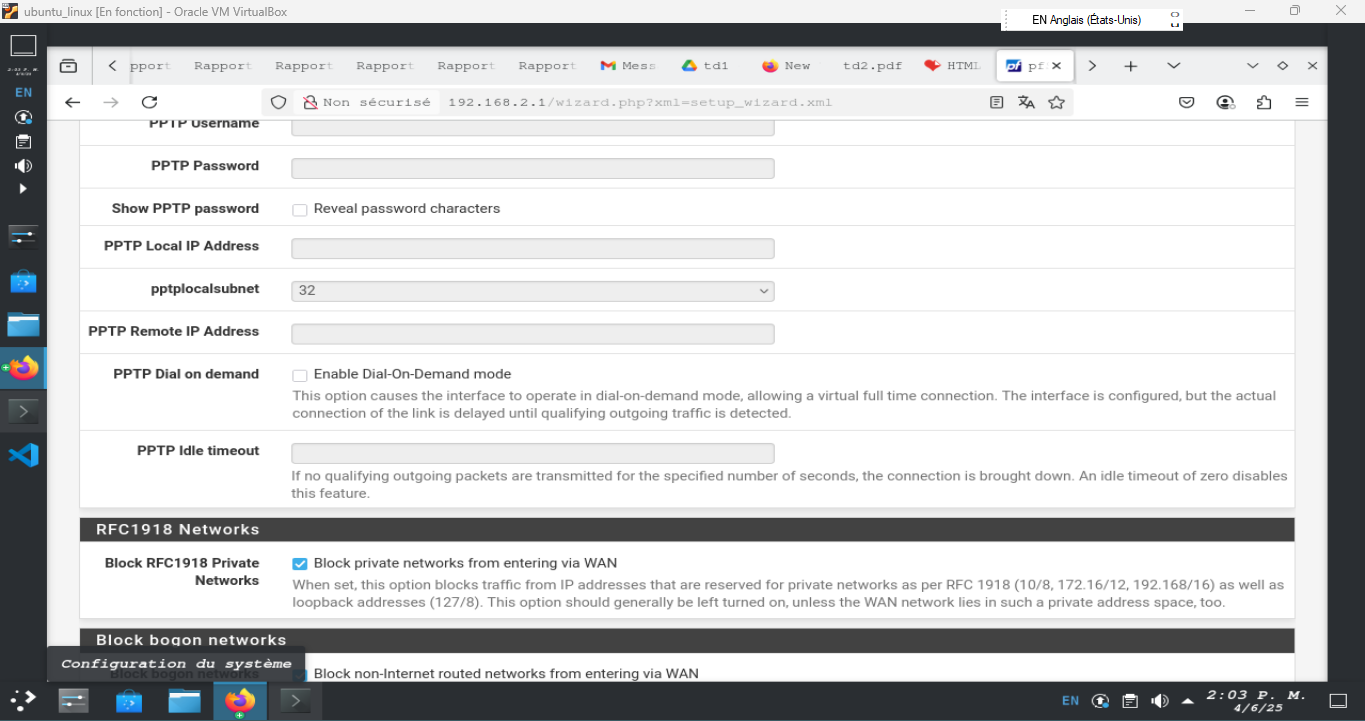 ubuntu_linux [En fonction] - Oracle VM VirtualBox
EN Anglais (États-Unis)
pport
Rapport
Rapport
Rapport
Rapport
Rapport
Mess
td1
New
td2.pdf
HTML
pf
Non sécurisé
192.168.2.1/wizard.php?xml=setup_wizard.xml
EN
PPTP Username
PPTP Password
Show PPTP password
Reveal password characters
PPTP Local IP Address
pptplocalsubnet
32
PPTP Remote IP Address
PPTP Dial on demand
Enable Dial-On-Demand mode
This option causes the interface to operate in dial-on-demand mode, allowing a virtual full time connection. The interface is configured, but the actual
connection of the link is delayed until qualifying outgoing traffic is detected.
PPTP Idle timeout
If no qualifying outgoing packets are transmitted for the specified number of seconds, the connection is brought down. An idle timeout of zero disables
this feature.
RFC1918 Networks
Block RFC1918 Private
Networks
Block private networks from entering via WAN
When set, this option blocks traffic from IP addresses that are reserved for private networks as per RFC 1918 (10/8, 172.16/12, 192.168/16) as well as
loopback addresses (127/8). This option should generally be left turned on, unless the WAN network lies in such a private address space, too.
Block bogon networks
Configuration du système
Block bogon networks
Block non-Internet routed networks from entering via WAN
EN
2:03 P. M.
4/6/25